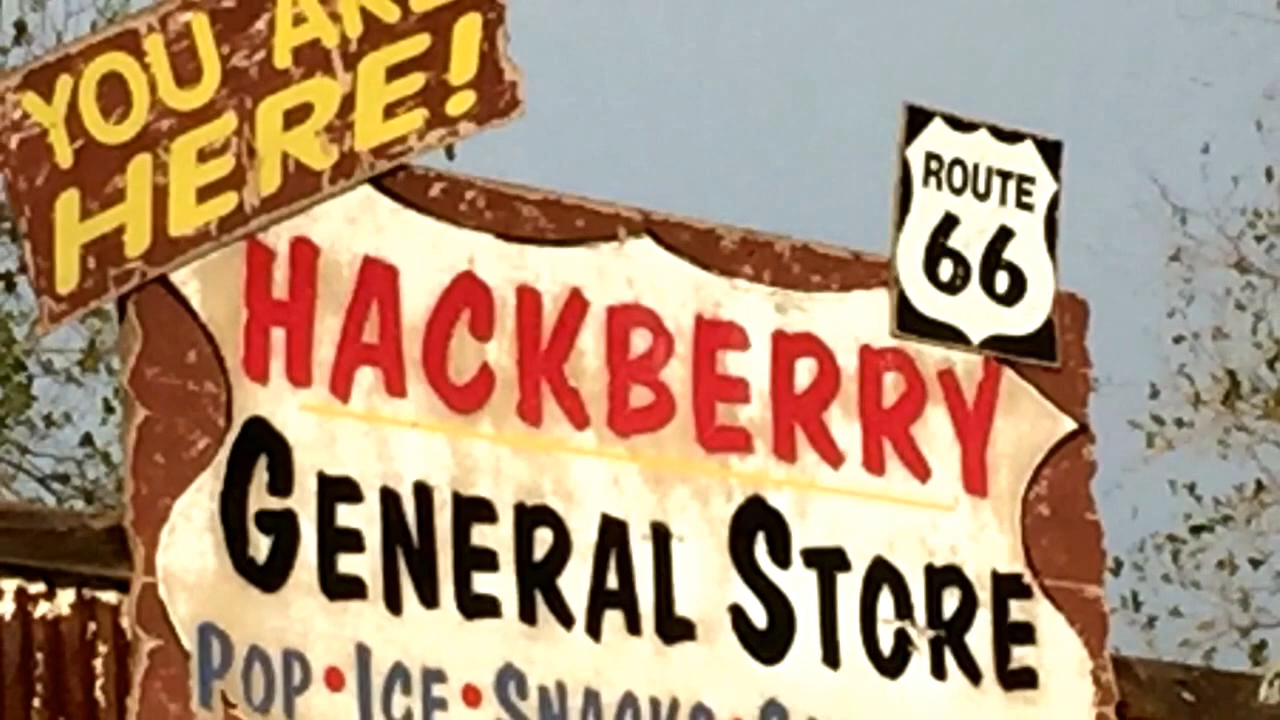 YOU ARE
HERE!
ROUTE
66
HACKBERRY
GENERAL STORE
POP • ICE • SNACKS •